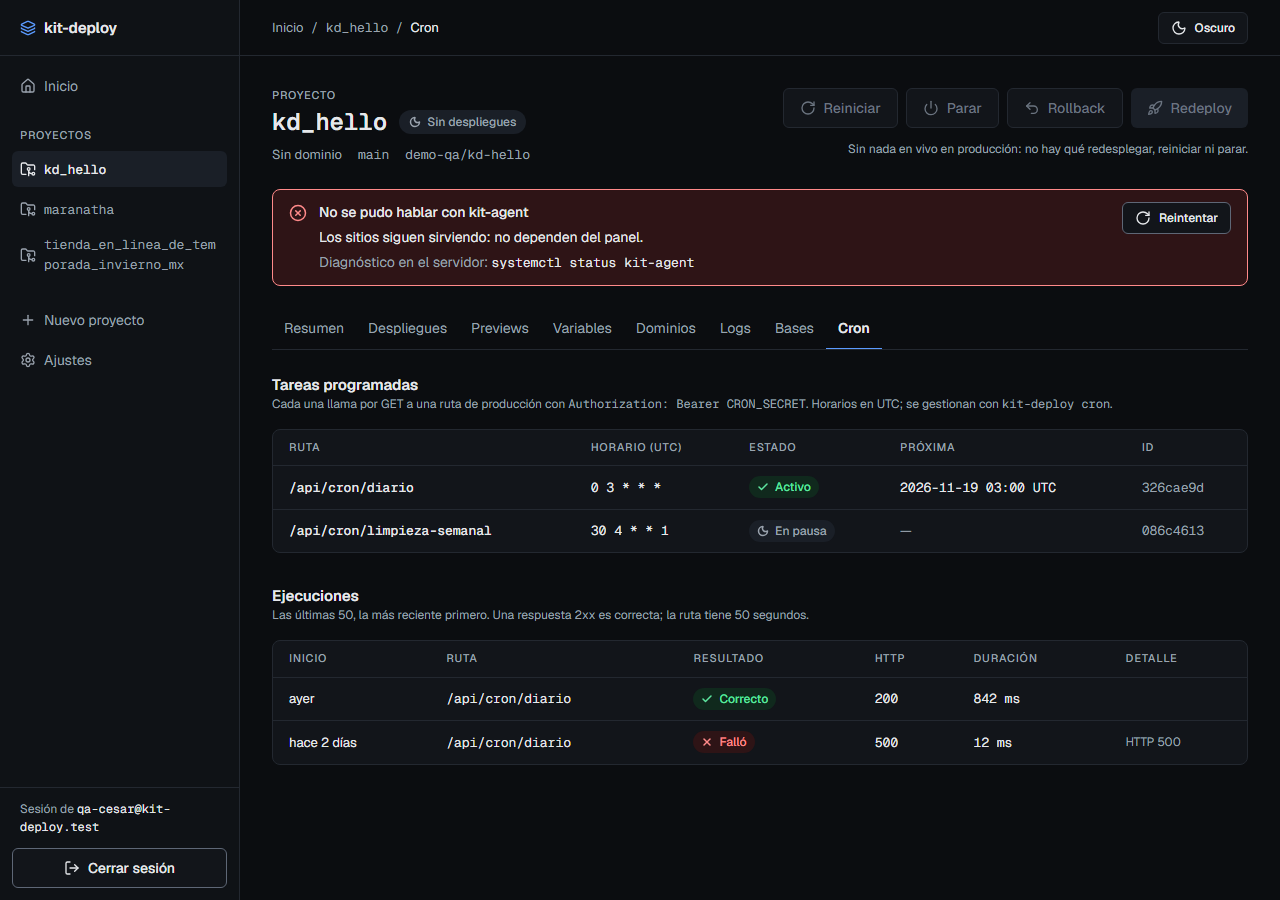 kit-deploy
Inicio / kd_hello / Cron
Oscuro
Inicio
PROYECTOS
kd_hello
maranatha
tienda_en_linea_de_tem
porada_invierno_mx
Nuevo proyecto
Ajustes
Sesión de qa-cesar@kit-
deploy.test
Cerrar sesión
PROYECTO
kd_hello
Sin despliegues
Sin dominio main demo-qa/kd-hello
Reiniciar
Parar
Rollback
Redeploy
Sin nada en vivo en producción: no hay qué redesplegar, reiniciar ni parar.
No se pudo hablar con kit-agent
Los sitios siguen sirviendo: no dependen del panel.
Diagnóstico en el servidor: systemctl status kit-agent
Reintentar
Resumen Despliegues Previews Variables Dominios Logs Bases Cron
Tareas programadas
Cada una llama por GET a una ruta de producción con Authorization: Bearer CRON_SECRET. Horarios en UTC; se gestionan con kit-deploy cron.
RUTA HORARIO (UTC) ESTADO PRÓXIMA ID
/api/cron/diario 0 3 * * * Activo 2026-11-19 03:00 UTC 326cae9d
/api/cron/limpieza-semanal 30 4 * * 1 En pausa — 086c4613
Ejecuciones
Las últimas 50, la más reciente primero. Una respuesta 2xx es correcta; la ruta tiene 50 segundos.
INICIO RUTA RESULTADO HTTP DURACIÓN DETALLE
ayer /api/cron/diario Correcto 200 842 ms
hace 2 días /api/cron/diario Falló 500 12 ms HTTP 500